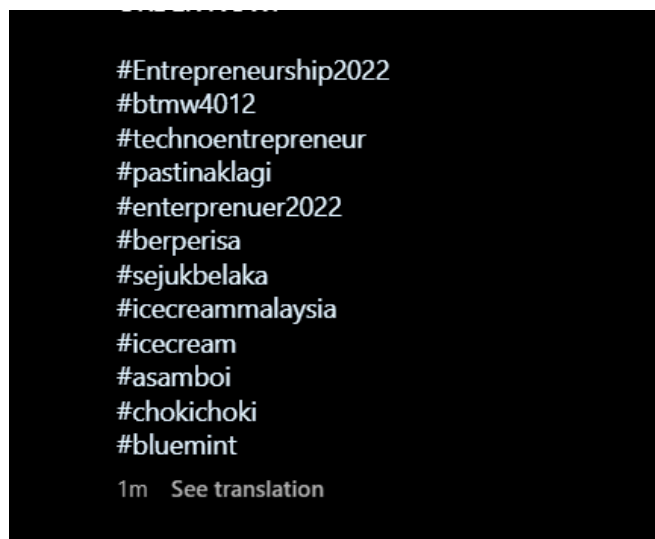 #Entrepreneurship2022
#btmw4012
#technoentrepreneur
#pastinaklagi
#enterprenuer2022
#berperisa
#sejukbelaka
#icecreammalaysia
#icecream
#asamboi
#chokichoki
#bluemint
1m See translation